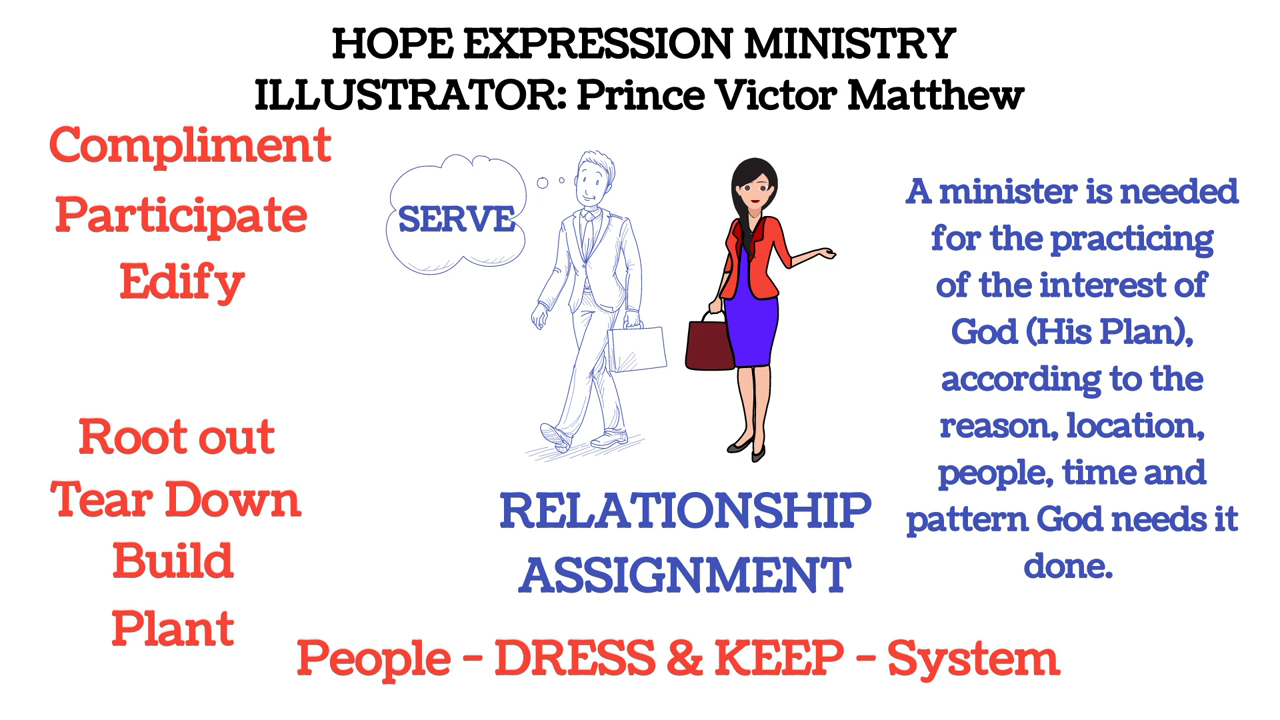 HOPE EXPRESSION MINISTRY
ILLUSTRATOR: Prince Victor Matthew
Compliment
Participate
Edify
SERVE
A minister is needed
for the practicing
of the interest of
God (His Plan),
according to the
reason, location,
people, time and
pattern God needs it
done.
Root out
Tear Down
Build
Plant
RELATIONSHIP
ASSIGNMENT
People - DRESS & KEEP - System